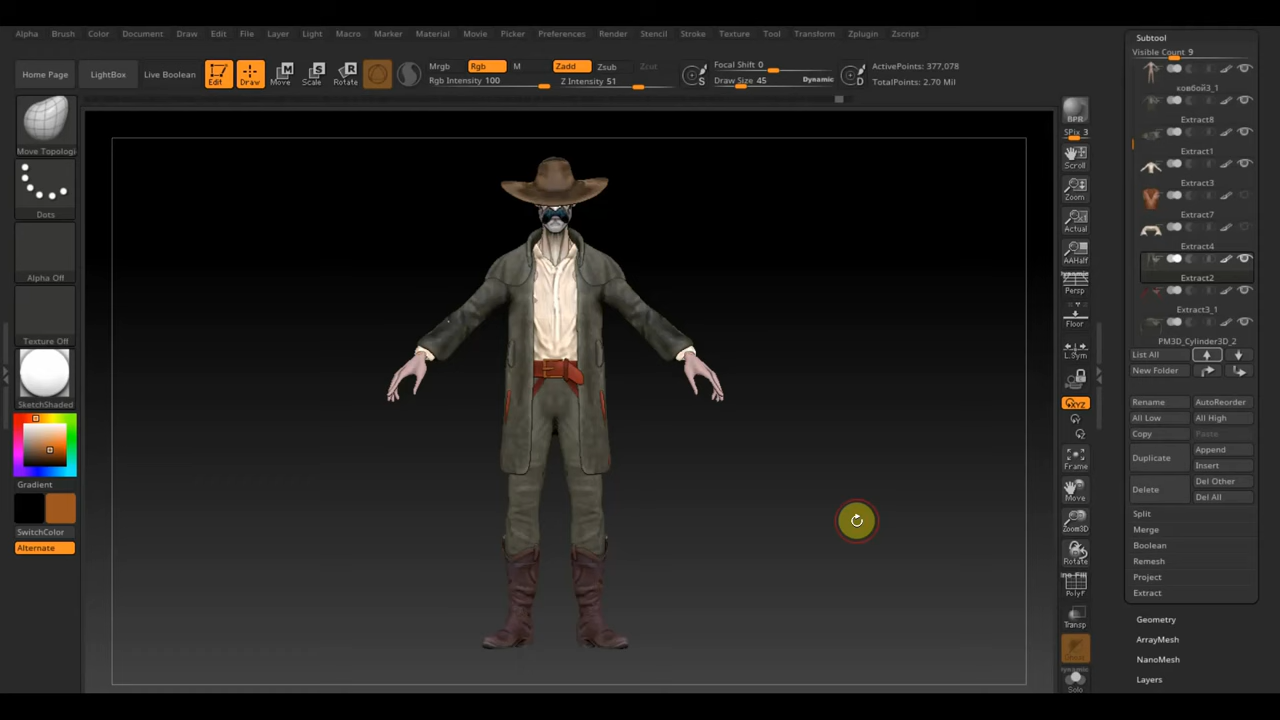 Alpha Brush Color Document Draw Edit File Layer Light Macro Marker Material Movie Picker Preferences Render Stencil Stroke Texture Tool Transform Zplugin Zscript
Home Page
LightBox
Live Boolean
Edit
Draw
Move
Scale
Rotate
Mrgb
Rgb
M
Rgb Intensity 100
Zadd
Zsub
Zcut
Z Intensity 51
S
Focal Shift 0
Draw Size 45
Dynamic
D
ActivePoints: 377,078
TotalPoints: 2.70 Mil
Move Topologi
Dots
Alpha Off
Texture Off
SketchShaded
Gradient
SwitchColor
Alternate
BPR
SPix 3
Scroll
Zoom
Actual
AAHalf
Dynamic
Persp
Floor
L.Sym
XYZ
Y
Z
Frame
Move
Zoom3D
Rotate
Line Fill
PolyF
Transp
Dynamic
Solo
Subtool
Visible Count 9
ковбой3_1
Extract8
Extract1
Extract3
Extract7
Extract4
Extract2
Extract3_1
PM3D_Cylinder3D_2
List All
New Folder
Rename AutoReorder
All Low All High
Copy Paste
Duplicate
Append
Insert
Delete
Del Other
Del All
Split
Merge
Boolean
Remesh
Project
Extract
Geometry
ArrayMesh
NanoMesh
Layers